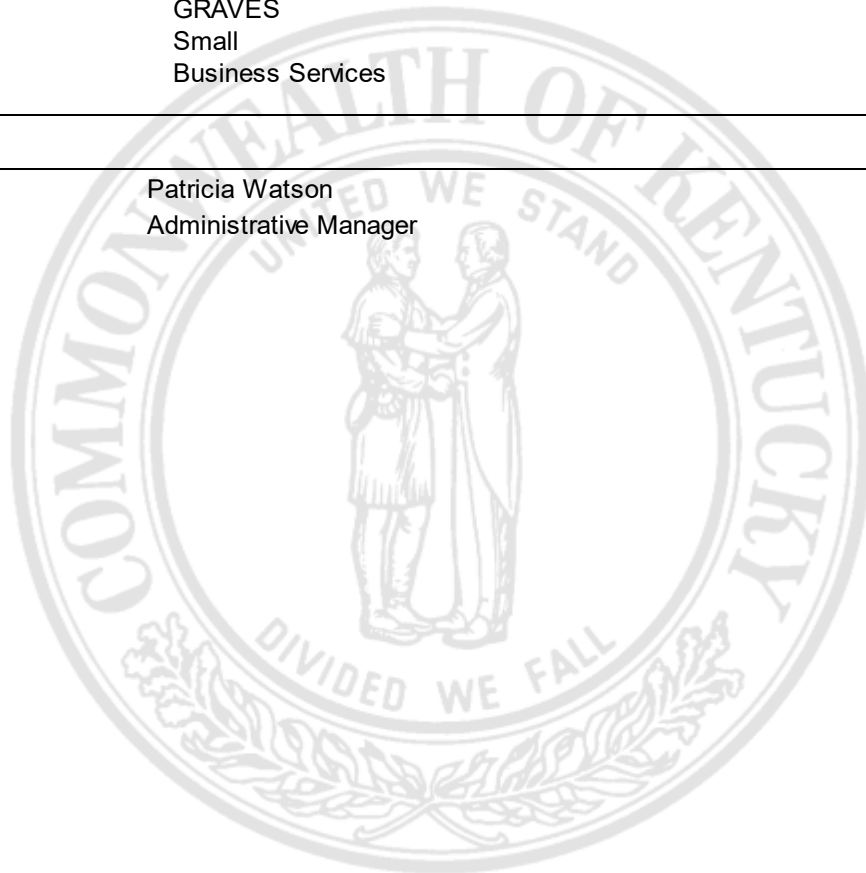 GRAVES
Small
Business Services
Patricia Watson
Administrative Manager
COMMONWEALTH OF KENTUCKY
UNITED WE STAND
DIVIDED WE FALL